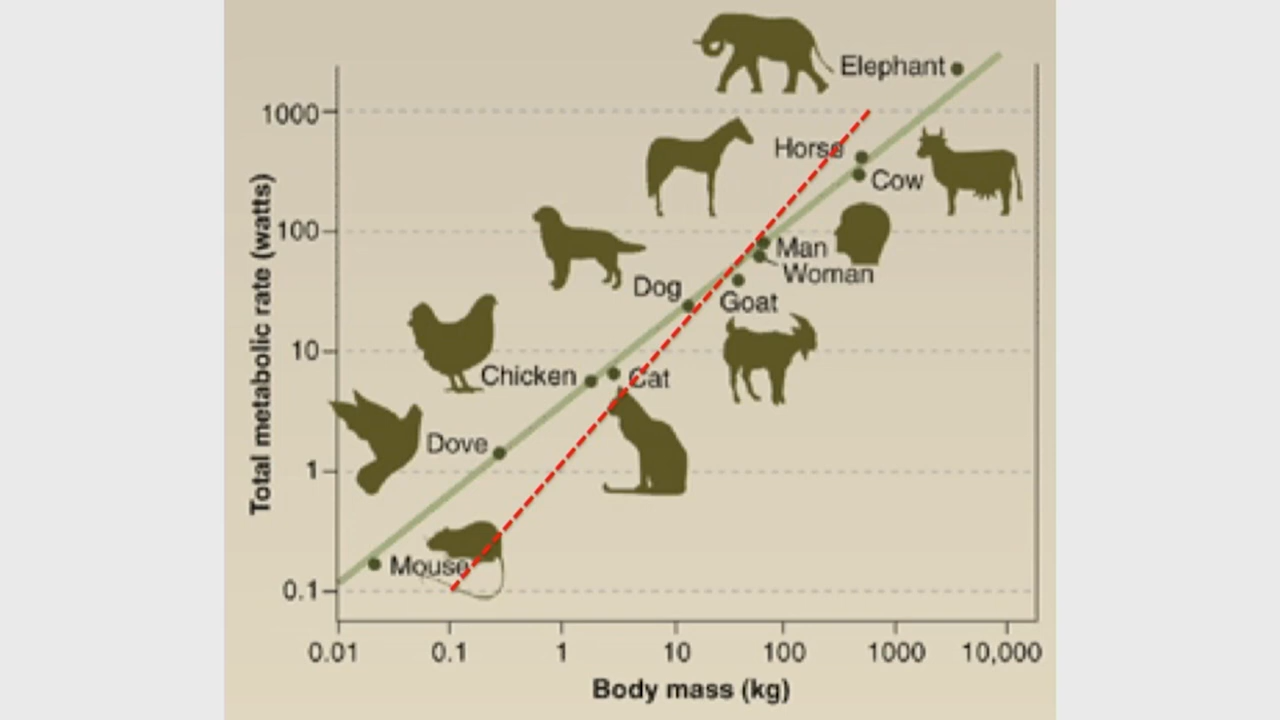 Elephant
1000
Horse
Cow
100
Man
Woman
Dog
Goat
10
Chicken
Cat
Dove
1
Mouse
0.1
0.01
0.1
1
10
100
1000
10,000
Body mass (kg)
Total metabolic rate (watts)